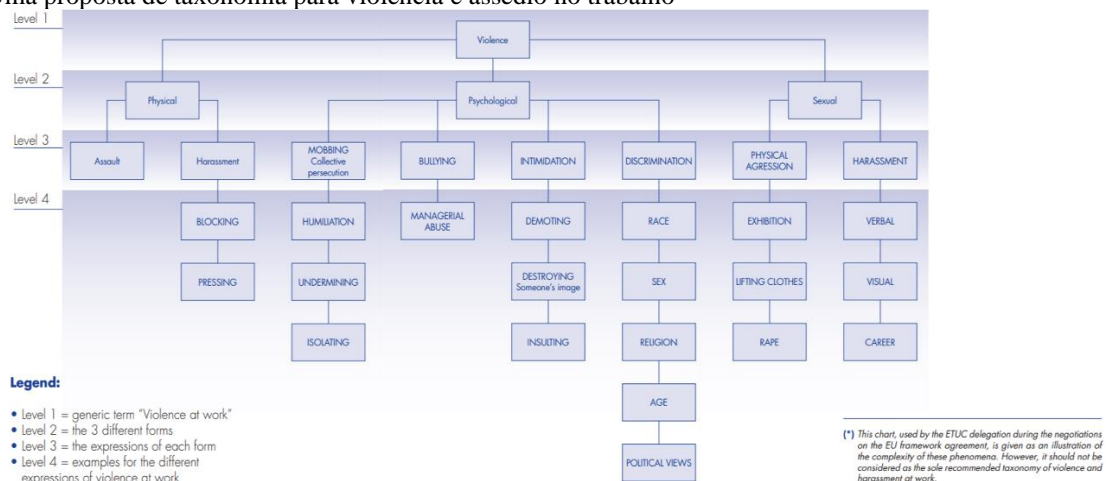 Uma proposta de taxonomia para violência e assédio no trabalho
Level 1
Violence
Level 2
Physical
Psychological
Sexual
Level 3
Assault
Harassment
MOBBING
Collective
persecution
BULLYING
INTIMIDATION
DISCRIMINATION
PHYSICAL
AGRESSION
HARASSMENT
Level 4
BLOCKING
HUMILIATION
MANAGERIAL
ABUSE
DEMOTING
RACE
EXHIBITION
VERBAL
PRESSING
UNDERMINING
DESTROYING
Someone's image
SEX
LIFTING CLOTHES
VISUAL
ISOLATING
INSULTING
RELIGION
RAPE
CAREER
AGE
POLITICAL VIEWS
Legend:
• Level 1 = generic term "Violence at work"
• Level 2 = the 3 different forms
• Level 3 = the expressions of each form
• Level 4 = examples for the different
expressions of violence at work
(*) This chart, used by the ETUC delegation during the negotiations
on the EU framework agreement, is given as an illustration of
the complexity of these phenomena. However, it should not be
considered as the sole recommended taxonomy of violence and
harassment at work.